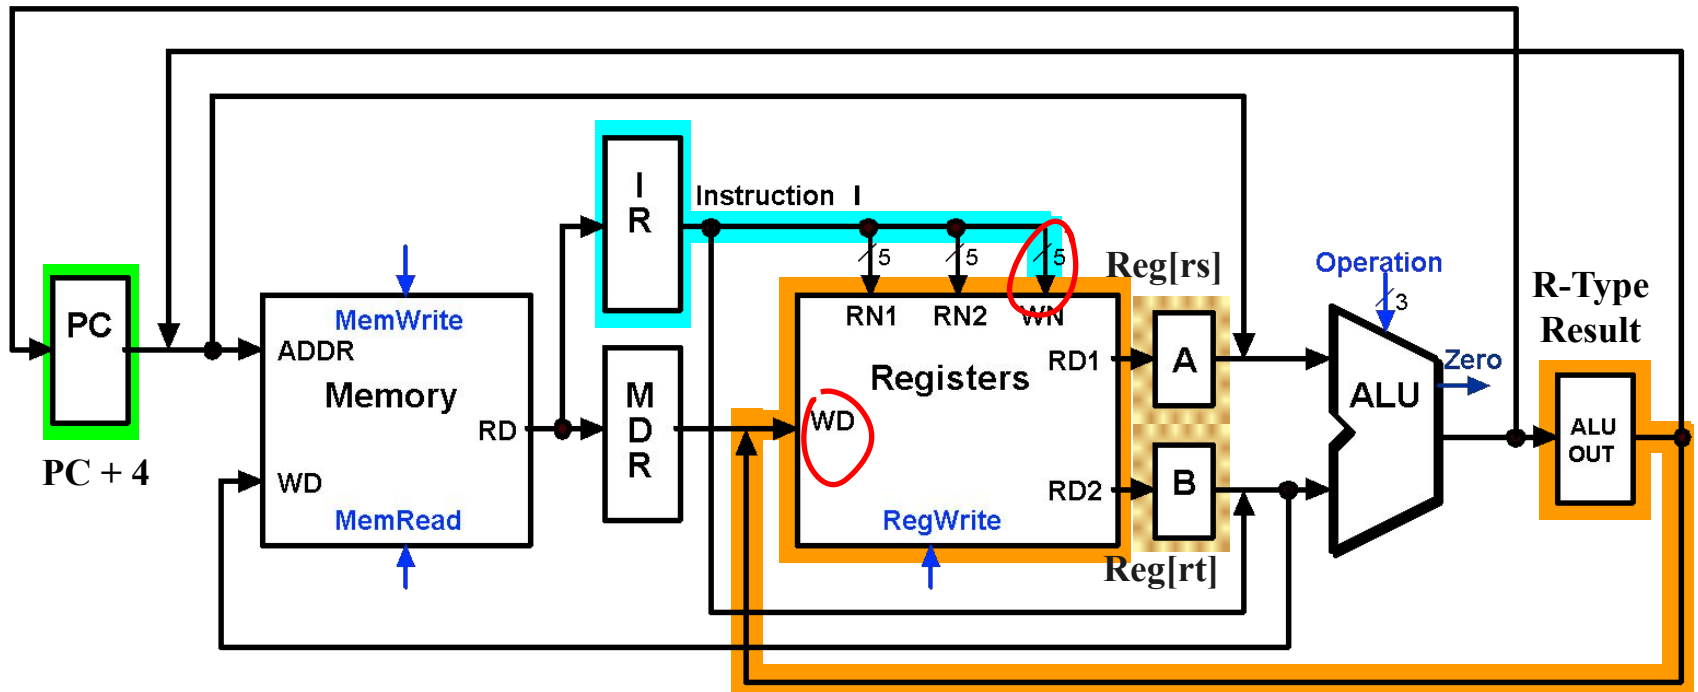 I
R
Instruction I
5
5
5
Reg[rs]
Operation
3
R-Type
Result
PC
MemWrite
RN1
RN2
WN
ADDR
Memory
M
D
R
Registers
RD1
A
ALU
Zero
RD
WD
ALU
OUT
PC + 4
WD
RD2
B
MemRead
RegWrite
Reg[rt]